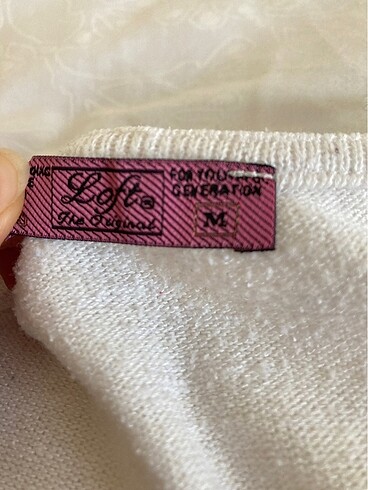 Loft®
The Original
FOR YOUR
GENERATION
M